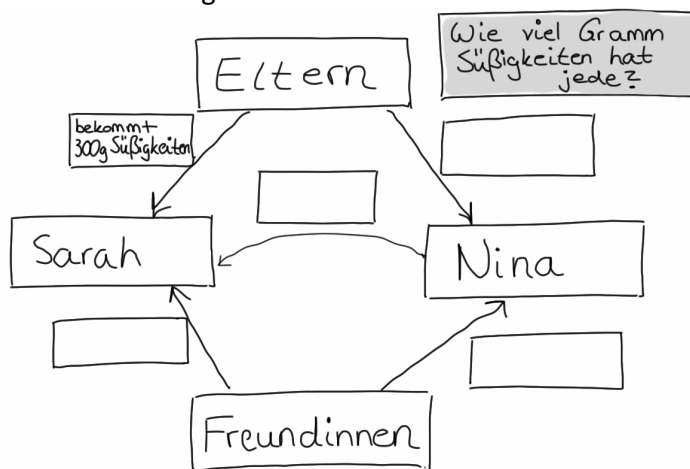 Wie viel Gramm
Süßigkeiten hat
jede?
Eltern
bekommt
300g Süßigkeiten
Sarah
Nina
Freundinnen